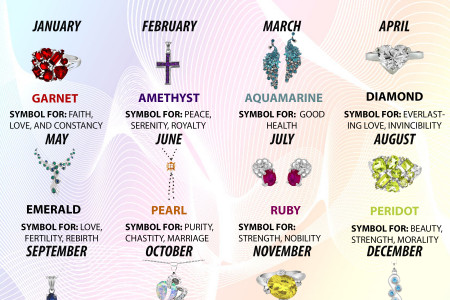 JANUARY
FEBRUARY
MARCH
APRIL
GARNET
AMETHYST
AQUAMARINE
DIAMOND
SYMBOL FOR: FAITH,
LOVE, AND CONSTANCY
SYMBOL FOR: PEACE,
SERENITY, ROYALTY
SYMBOL FOR: GOOD
HEALTH
SYMBOL FOR: EVERLAST-
ING LOVE, INVINCIBILITY
MAY
JUNE
JULY
AUGUST
EMERALD
PEARL
RUBY
PERIDOT
SYMBOL FOR: LOVE,
FERTILITY, REBIRTH
SYMBOL FOR: PURITY,
CHASTITY, MARRIAGE
SYMBOL FOR:
STRENGTH, NOBILITY
SYMBOL FOR: BEAUTY,
STRENGTH, MORALITY
SEPTEMBER
OCTOBER
NOVEMBER
DECEMBER